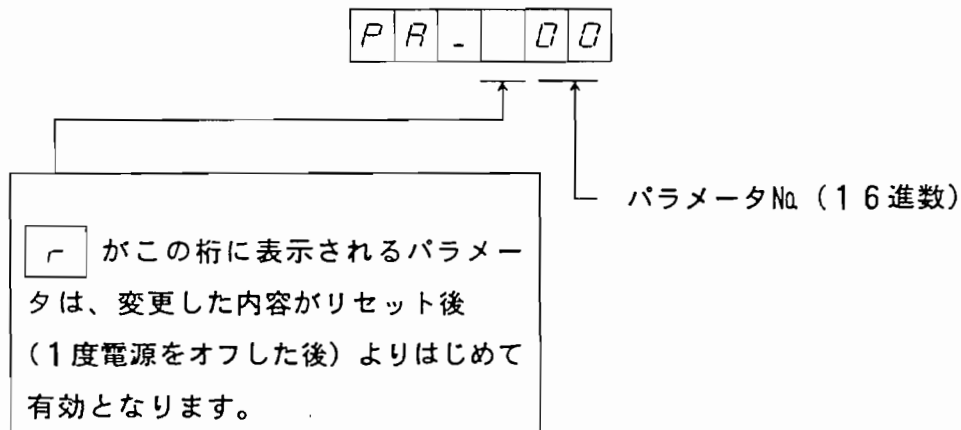 PA_ 00
パラメータNo.（16進数）
r がこの桁に表示されるパラメー
タは、変更した内容がリセット後
（1度電源をオフした後）よりはじめて
有効となります。